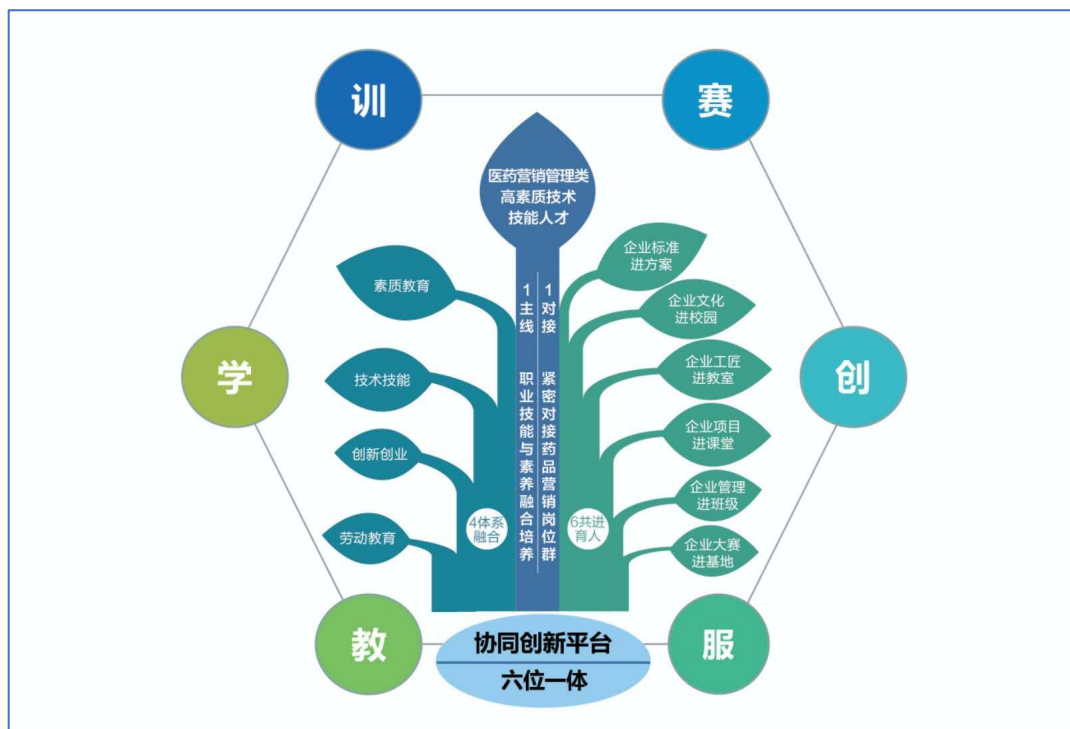 训
赛
医药营销管理类
高素质技术
技能人才
企业标准
进方案
素质教育
企业文化
进校园
1主线 职业技能与素养融合培养
1对接 紧密对接药品营销岗位群
学
技术技能
企业工匠
进教室
创
企业项目
进课堂
创新创业
企业管理
进班级
4体系
融合
6共进
育人
劳动教育
企业大赛
进基地
教
协同创新平台
六位一体
服